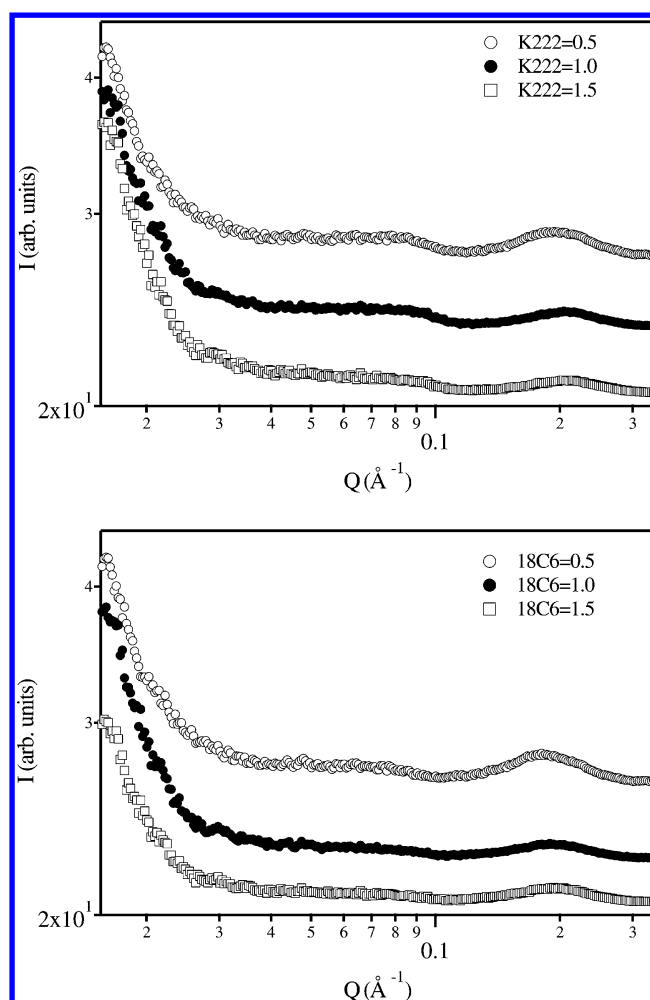 K222=0.5
K222=1.0
K222=1.5
4
3
2x10¹
I (arb. units)
2 3 4 5 6 7 8 9 0.1 2 3
Q (Å⁻¹)
18C6=0.5
18C6=1.0
18C6=1.5
4
3
2x10¹
I (arb. units)
2 3 4 5 6 7 8 9 0.1 2 3
Q (Å⁻¹)